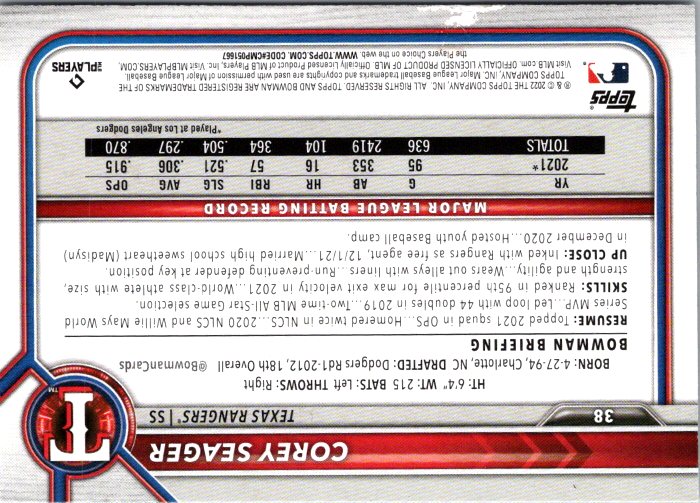 COREY SEAGER
38
TEXAS RANGERS® | SS
T
TM
HT: 6'4" WT: 215 BATS: Left THROWS: Right
BORN: 4-27-94, Charlotte, NC DRAFTED: Dodgers Rd1-2012, 18th Overall
@BowmanCards
BOWMAN BRIEFING
RESUME: Topped 2021 squad in OPS...Homered twice in NLCS...2020 NLCS and Willie Mays World
Series MVP...Led loop with 44 doubles in 2019...Two-time MLB All-Star Game selection.
SKILLS: Ranked in 95th percentile for max exit velocity in 2021...World-class athlete with size,
strength and agility...Wears out alleys with liners...Run-preventing defender at key position.
UP CLOSE: Inked with Rangers as free agent, 12/1/21...Married high school sweetheart (Madisyn)
in December 2020...Hosted youth Baseball camp.
MAJOR LEAGUE BATTING RECORD
YR G AB HR RBI SLG AVG OPS
2021* 95 353 16 57 .521 .306 .915
TOTALS 636 2419 104 364 .504 .297 .870
*Played at Los Angeles Dodgers
topps
® & © 2022 THE TOPPS COMPANY, INC. ALL RIGHTS RESERVED. TOPPS AND BOWMAN ARE REGISTERED TRADEMARKS OF THE
TOPPS COMPANY, INC. Major League Baseball trademarks and copyrights are used with permission of Major League Baseball.
Visit MLB.com. OFFICIALLY LICENSED PRODUCT OF MLB Players, Inc. Visit MLBPLAYERS.COM,
the Players Choice on the web. WWW.TOPPS.COM. CODE#CMP051667
MLB PLAYERS